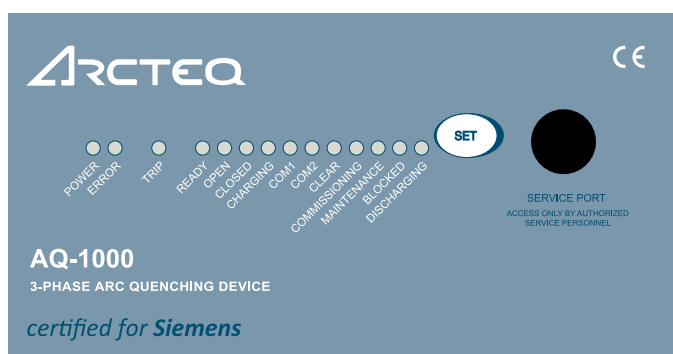 ARCTEQ
CE
SET
POWER
ERROR
TRIP
READY
OPEN
CLOSED
CHARGING
COM1
COM2
CLEAR
COMMISSIONING
MAINTENANCE
BLOCKED
DISCHARGING
SERVICE PORT
ACCESS ONLY BY AUTHORIZED
SERVICE PERSONNEL
AQ-1000
3-PHASE ARC QUENCHING DEVICE
certified for Siemens